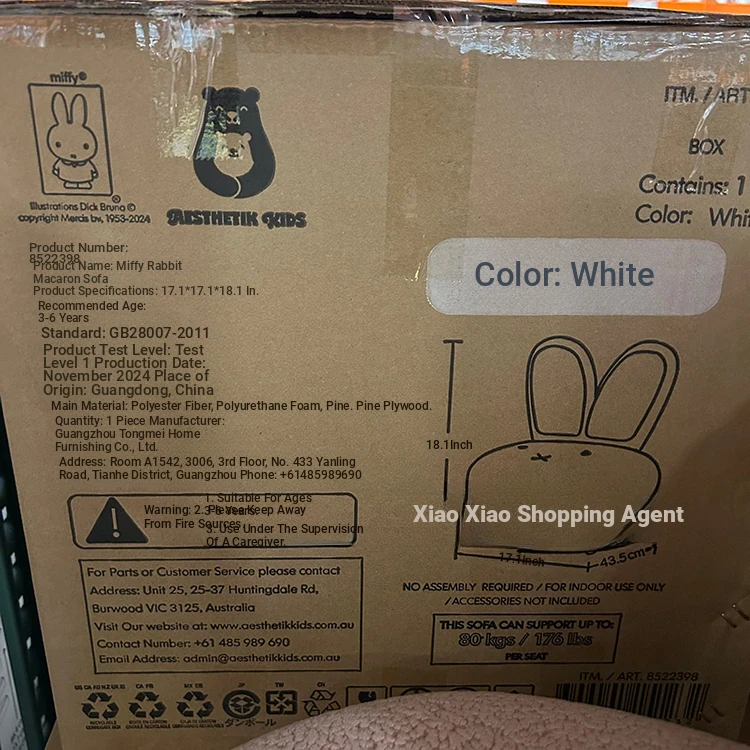 miffy®
Illustrations Dick Bruna ©
copyright Mercis bv, 1953-2024
AESTHETIK KIDS
ITM. / ART
BOX
Contains: 1
Color: Whit
Product Number:
8522398
Product Name: Miffy Rabbit
Macaron Sofa
Product Specifications: 17.1*17.1*18.1 In.
Recommended Age:
3-6 Years
Standard: GB28007-2011
Product Test Level: Test
Level 1 Production Date:
November 2024 Place of
Origin: Guangdong, China
Main Material: Polyester Fiber, Polyurethane Foam, Pine. Pine Plywood.
Quantity: 1 Piece Manufacturer:
Guangzhou Tongmei Home
Furnishing Co., Ltd.
Address: Room A1542, 3006, 3rd Floor, No. 433 Yanling
Road, Tianhe District, Guangzhou Phone: +61485989690
1. Suitable For Ages
3-6 Years.
Warning: 2. Please Keep Away
From Fire Sources
3. Use Under The Supervision
Of A Caregiver.
For Parts or Customer Service please contact
Address: Unit 25, 25-37 Huntingdale Rd,
Burwood VIC 3125, Australia
Visit Our website at: www.aesthetikkids.com.au
Contact Number: +61 485 989 690
Email Address: admin@aesthetikkids.com.au
Color: White
18.1Inch
Xiao Xiao Shopping Agent
17.1Inch
43.5cm
NO ASSEMBLY REQUIRED / FOR INDOOR USE ONLY
/ ACCESSORIES NOT INCLUDED
THIS SOFA CAN SUPPORT UP TO:
80 kgs / 176 lbs
PER SEAT
ITM. / ART. 8522398
ダンボール